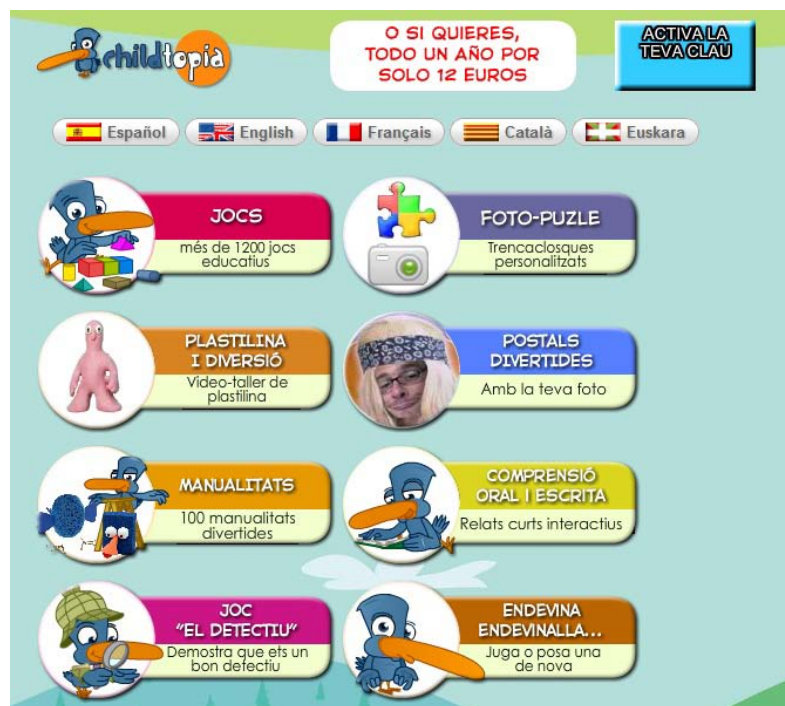 childtopia
O SI QUIERES,
TODO UN AÑO POR
SOLO 12 EUROS
ACTIVA LA
TEVA CLAU
Español
English
Français
Català
Euskara
JOCS
més de 1200 jocs
educatius
FOTO-PUZLE
Trencaclosques
personalitzats
PLASTILINA
I DIVERSIÓ
Video-taller de
plastilina
POSTALS
DIVERTIDES
Amb la teva foto
MANUALITATS
100 manualitats
divertides
COMPRENSIÓ
ORAL I ESCRITA
Relats curts interactius
JOC
"EL DETECTIU"
Demostra que ets un
bon detectiu
ENDEVINA
ENDEVINALLA...
Juga o posa una
de nova